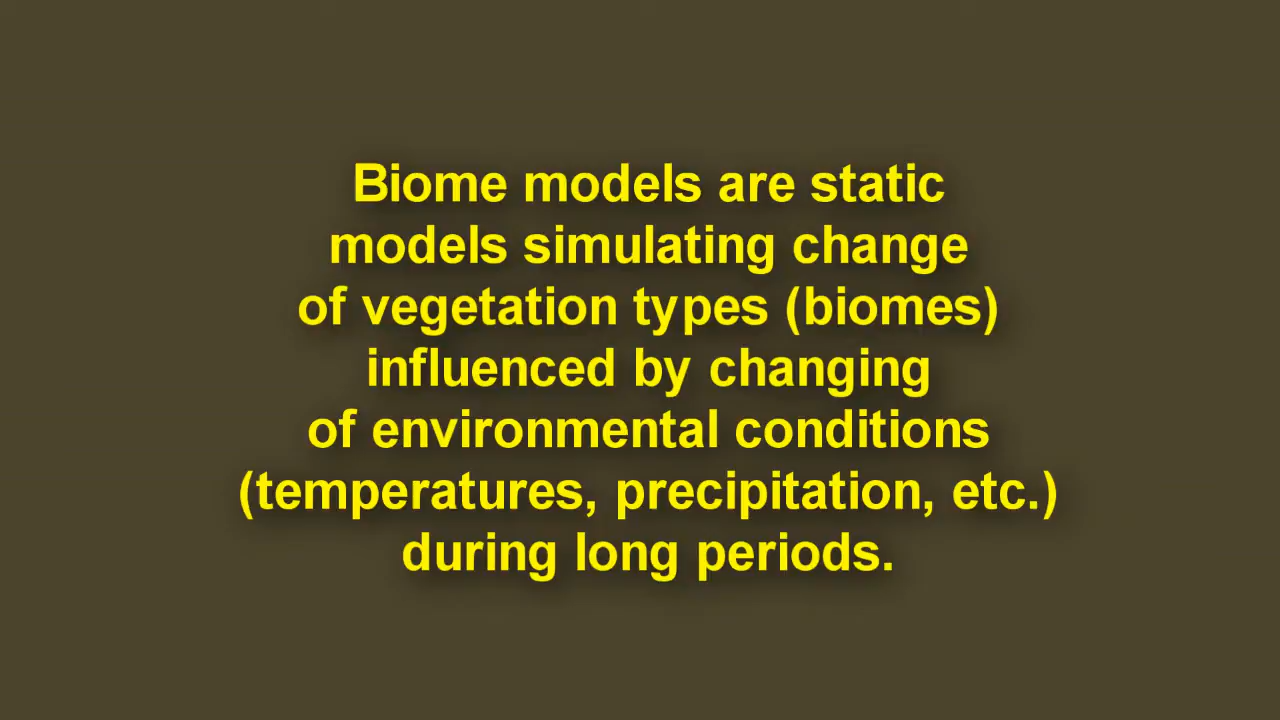 Biome models are static
models simulating change
of vegetation types (biomes)
influenced by changing
of environmental conditions
(temperatures, precipitation, etc.)
during long periods.